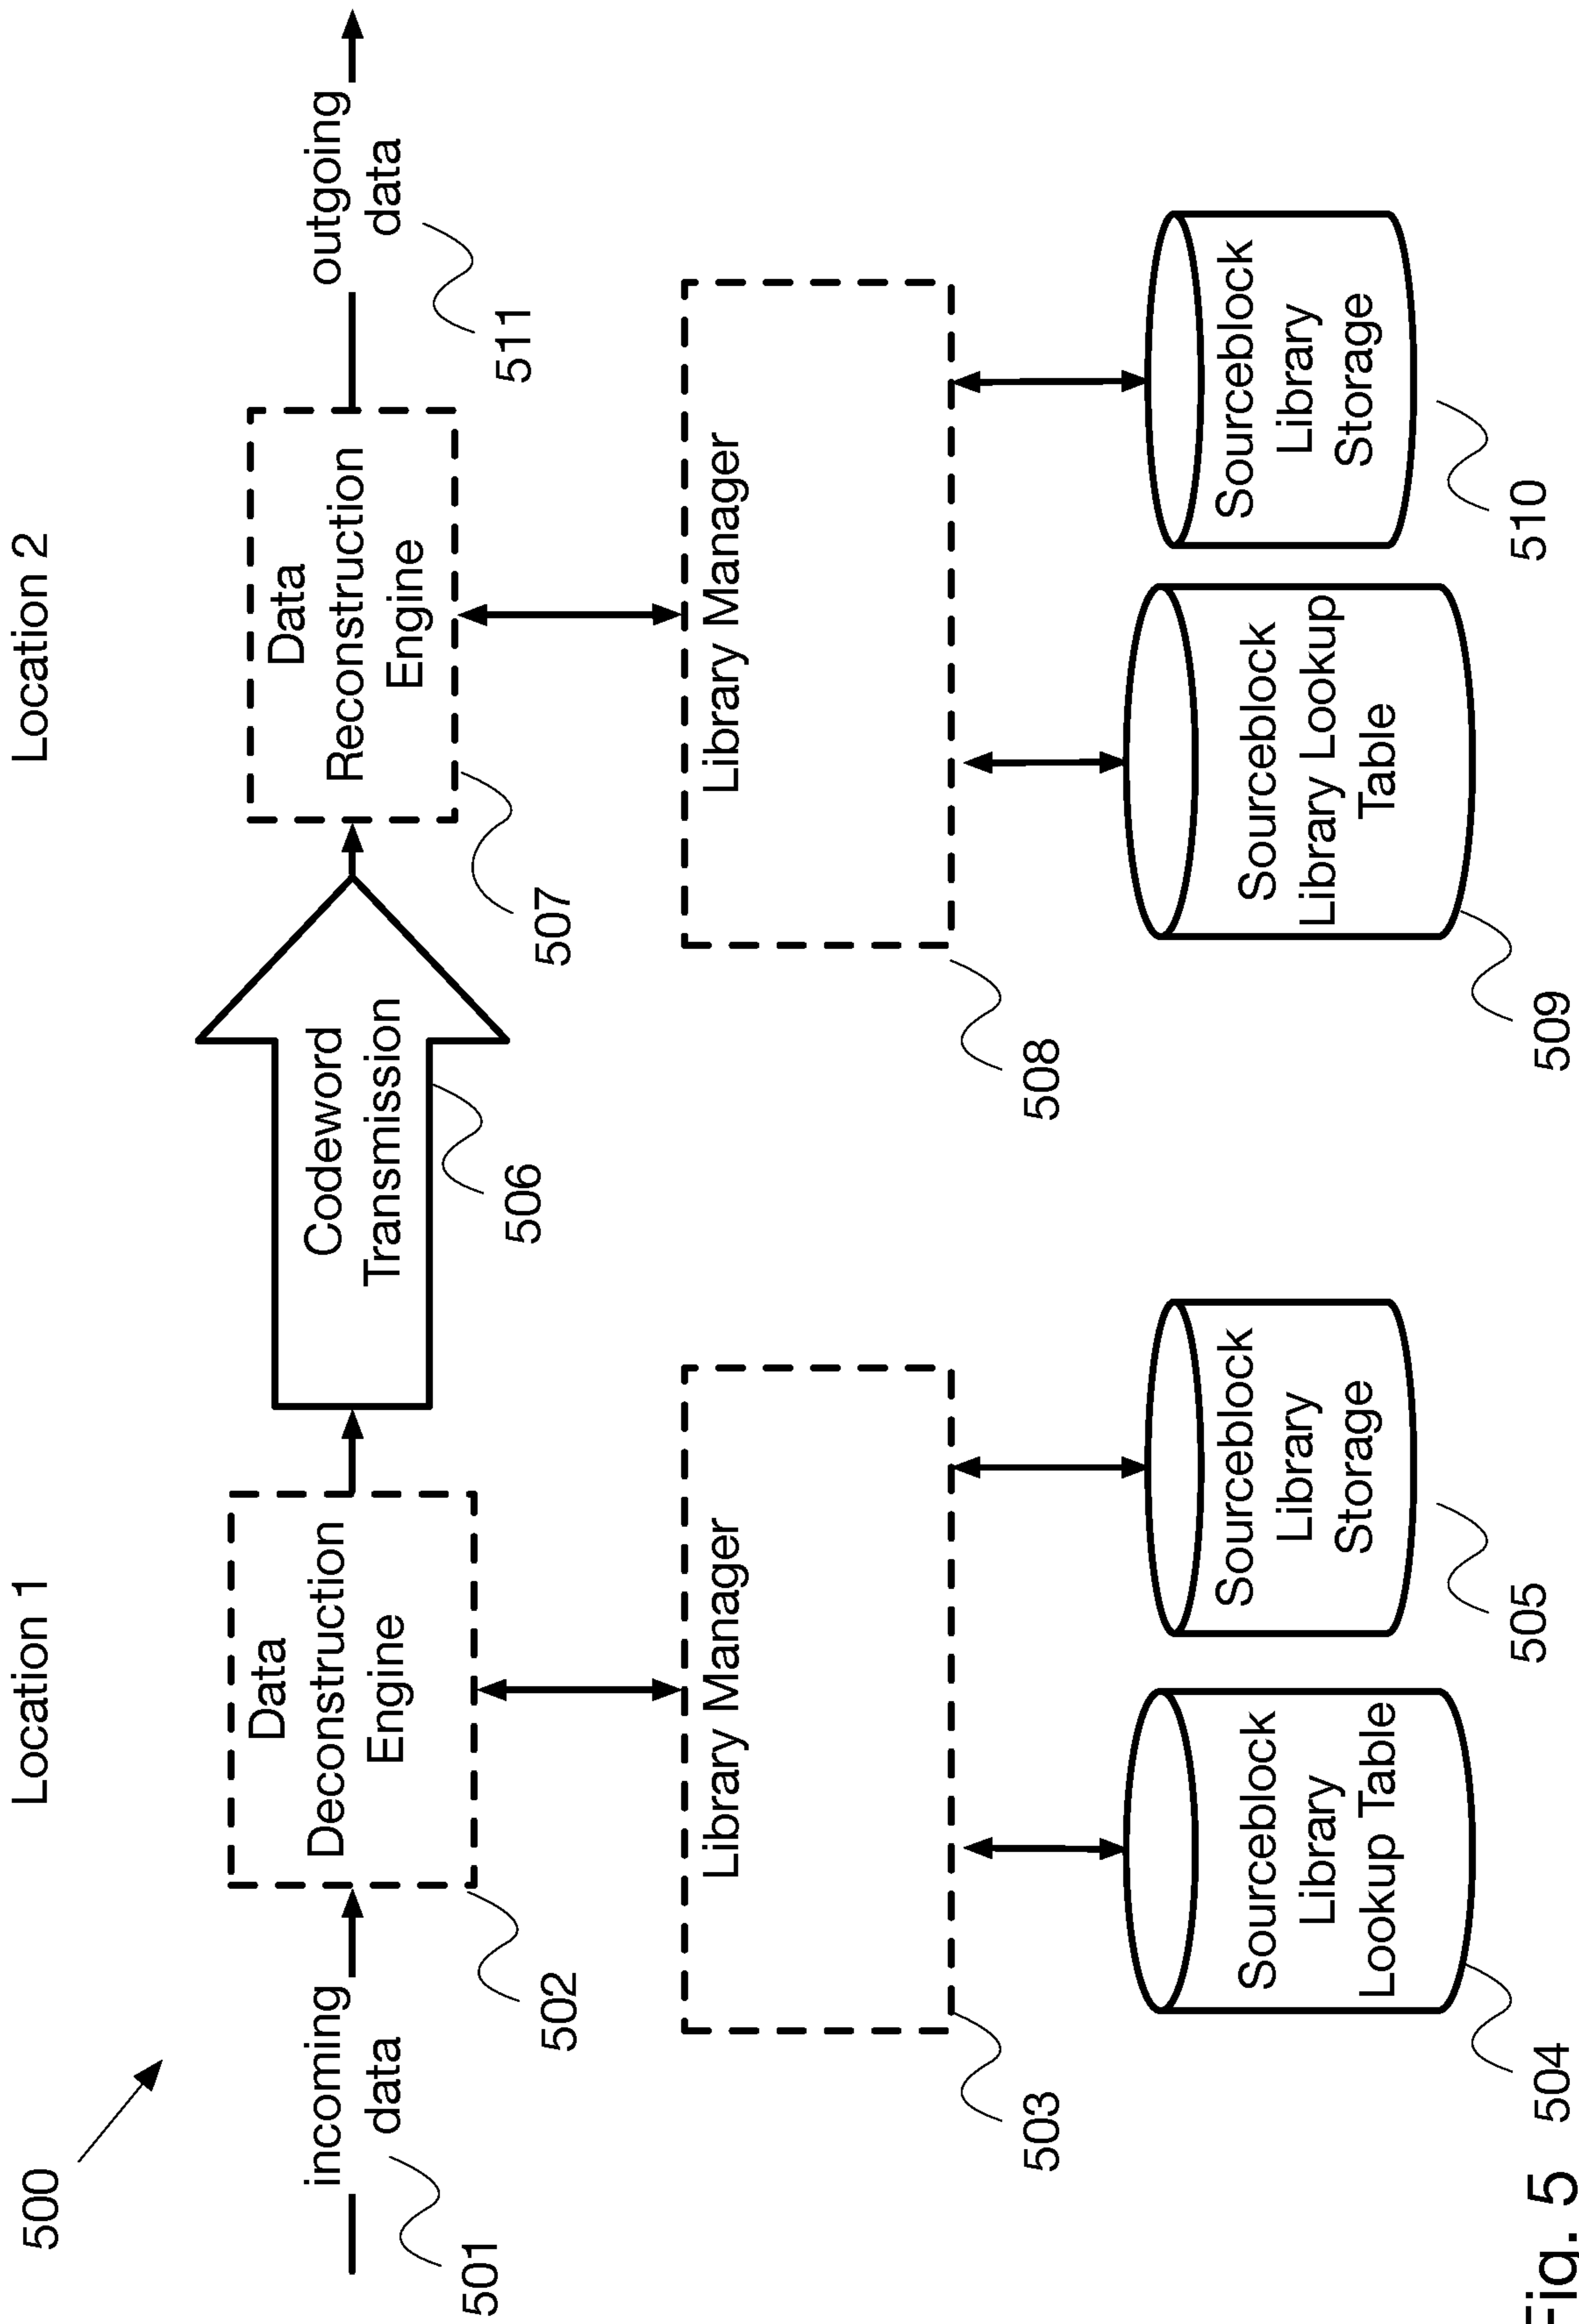 500
Location 1
Location 2
incoming
data
501
Data
Deconstruction
Engine
502
Codeword
Transmission
506
Data
Reconstruction
Engine
507
outgoing
data
511
Library Manager
503
Library Manager
508
Sourceblock
Library
Lookup Table
504
Sourceblock
Library
Storage
505
Sourceblock
Library Lookup
Table
509
Sourceblock
Library
Storage
510
Fig. 5